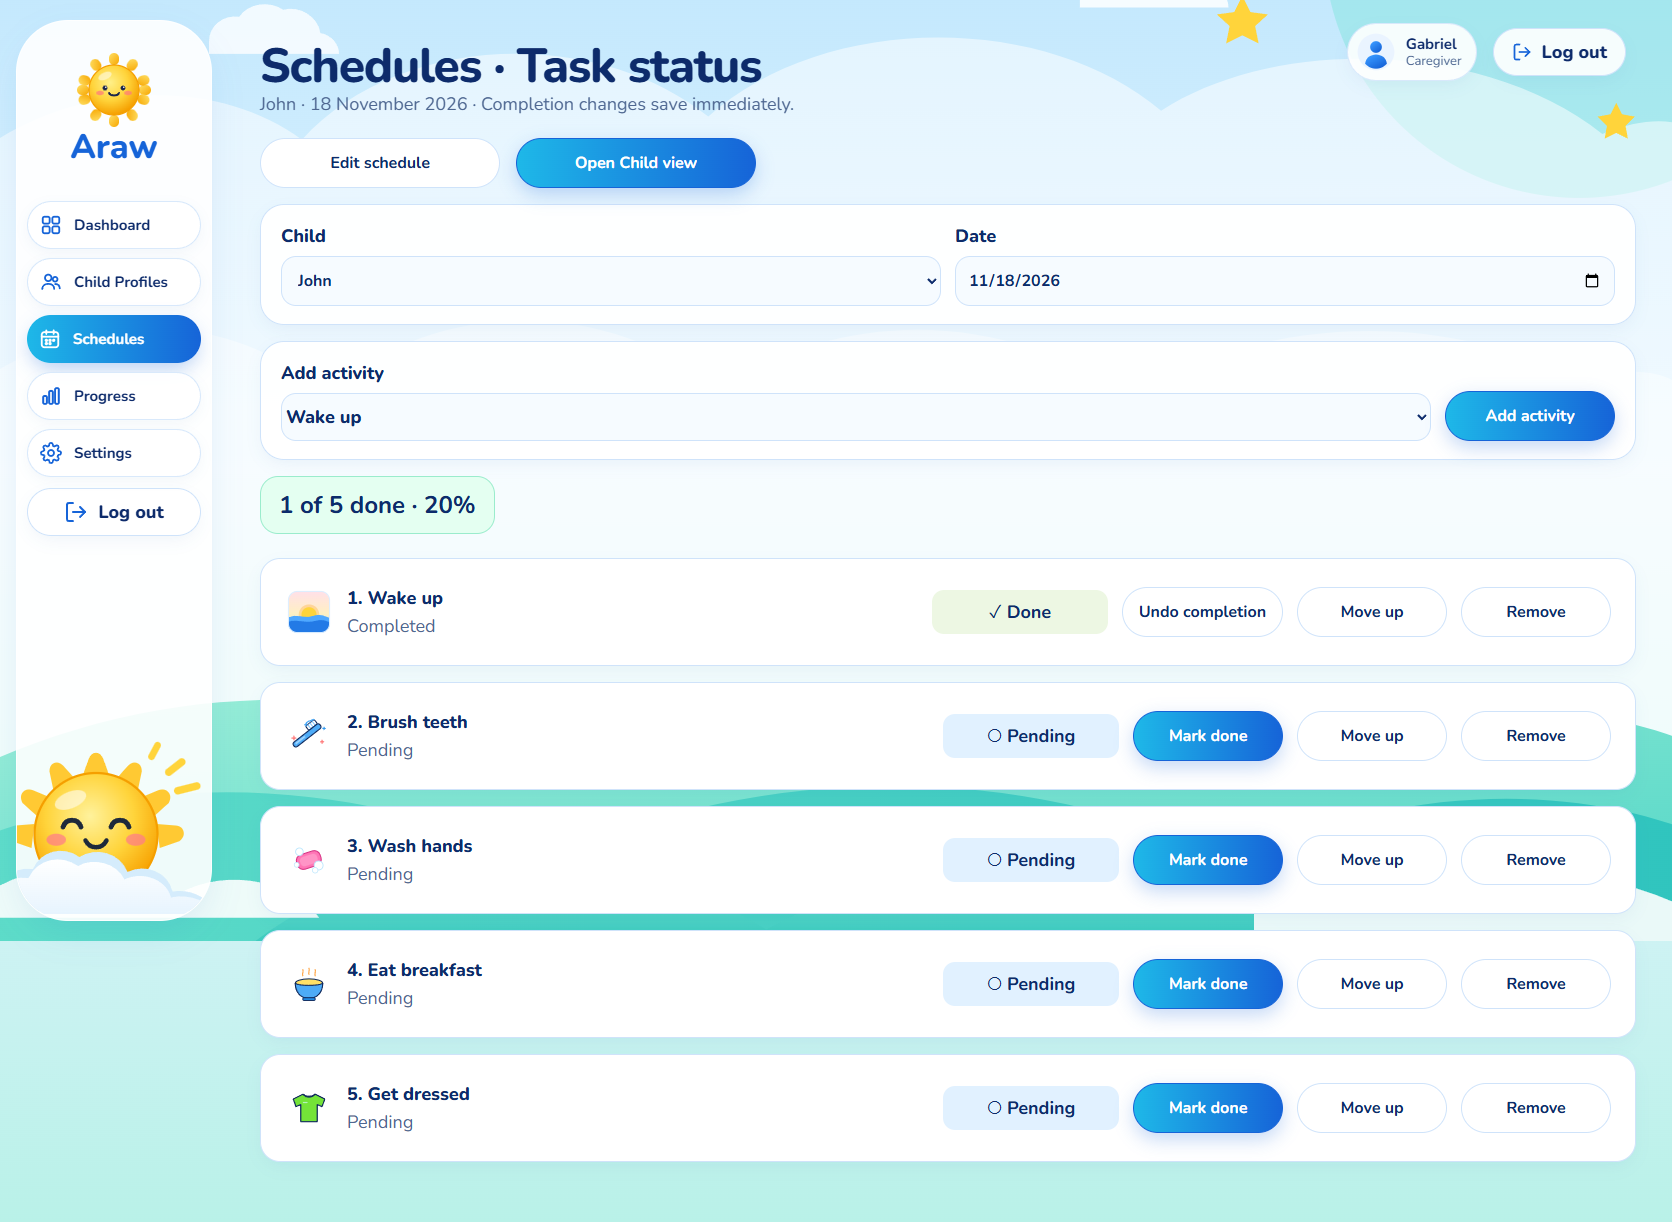 Araw
Dashboard
Child Profiles
Schedules
Progress
Settings
Log out
Schedules · Task status
John · 18 November 2026 · Completion changes save immediately.
Gabriel
Caregiver
Log out
Edit schedule
Open Child view
Child
Date
John
11/18/2026
Add activity
Wake up
Add activity
1 of 5 done · 20%
1. Wake up
Completed
✓ Done
Undo completion
Move up
Remove
2. Brush teeth
Pending
○ Pending
Mark done
Move up
Remove
3. Wash hands
Pending
○ Pending
Mark done
Move up
Remove
4. Eat breakfast
Pending
○ Pending
Mark done
Move up
Remove
5. Get dressed
Pending
○ Pending
Mark done
Move up
Remove